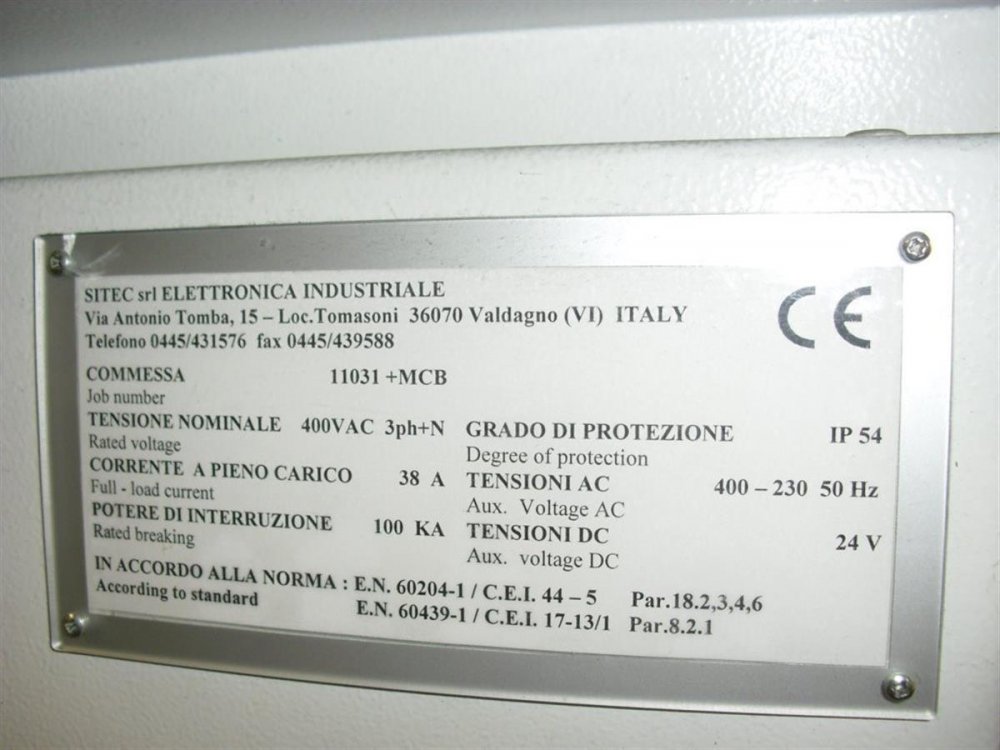 SITEC srl ELETTRONICA INDUSTRIALE
Via Antonio Tomba, 15 – Loc.Tomasoni 36070 Valdagno (VI) ITALY
Telefono 0445/431576 fax 0445/439588
CE
COMMESSA 11031 +MCB
Job number
TENSIONE NOMINALE 400VAC 3ph+N
Rated voltage
CORRENTE A PIENO CARICO 38 A
Full - load current
POTERE DI INTERRUZIONE 100 KA
Rated breaking
GRADO DI PROTEZIONE IP 54
Degree of protection
TENSIONI AC 400 – 230 50 Hz
Aux. Voltage AC
TENSIONI DC 24 V
Aux. voltage DC
IN ACCORDO ALLA NORMA : E.N. 60204-1 / C.E.I. 44 – 5 Par.18.2,3,4,6
According to standard E.N. 60439-1 / C.E.I. 17-13/1 Par.8.2.1